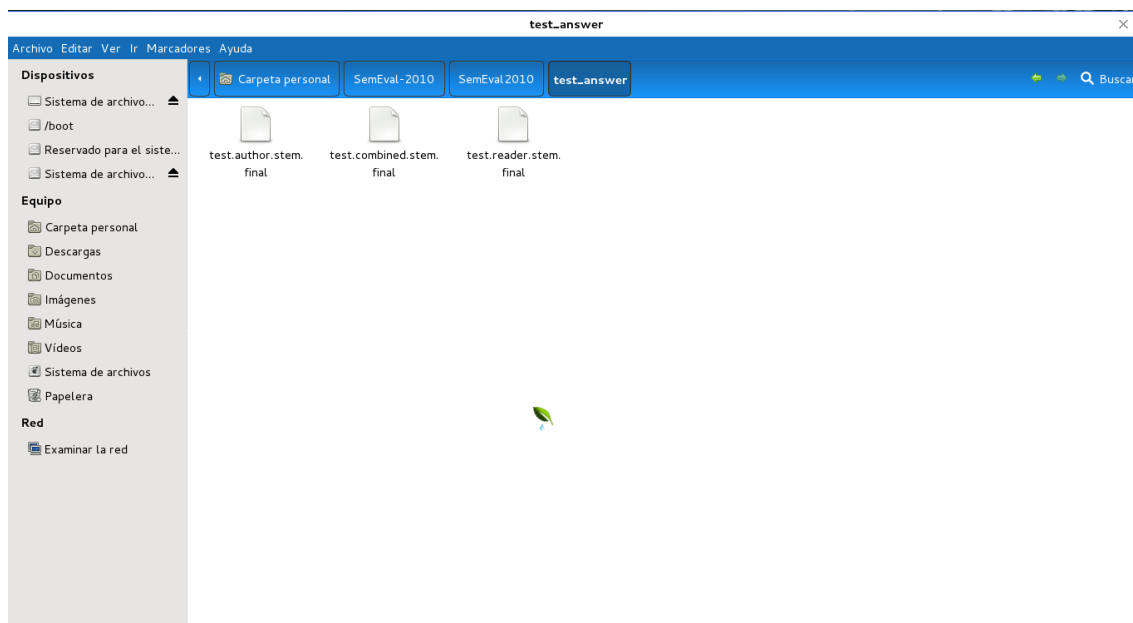 test_answer
Archivo Editar Ver Ir Marcadores Ayuda
Dispositivos
Sistema de archivo...
/boot
Reservado para el siste...
Sistema de archivo...
Equipo
Carpeta personal
Descargas
Documentos
Imágenes
Música
Vídeos
Sistema de archivos
Papelera
Red
Examinar la red
Carpeta personal SemEval-2010 SemEval2010 test_answer Buscar
test.author.stem. test.combined.stem. test.reader.stem.
final final final